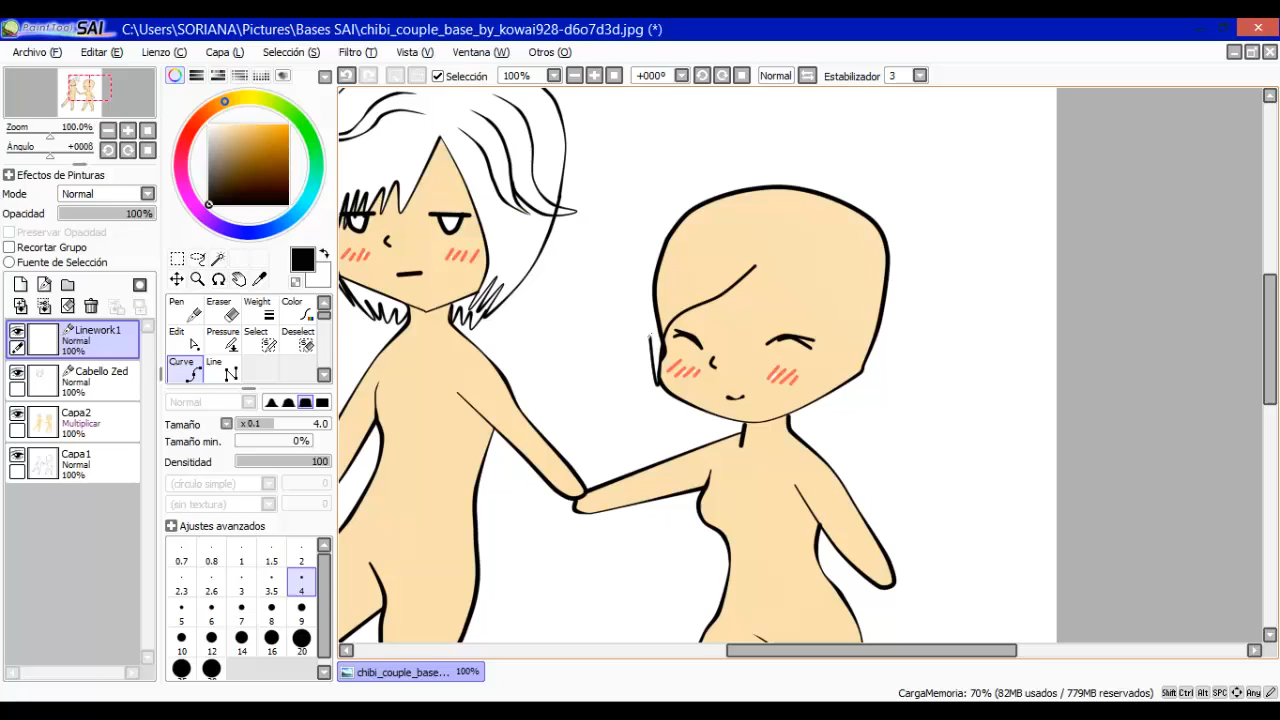 PaintTool SAI C:\Users\SORIANA\Pictures\Bases SAI\chibi_couple_base_by_kowai928-d6o7d3d.jpg (*)
Archivo (F) Editar (E) Lienzo (C) Capa (L) Selección (S) Filtro (T) Vista (V) Ventana (W) Otros (O)
Selección 100% +000º Normal Estabilizador 3
Zoom 100.0%
Ángulo +000ß
Efectos de Pinturas
Mode Normal
Opacidad 100%
Preservar Opacidad
Recortar Grupo
Fuente de Selección
Linework1
Normal
100%
Cabello Zed
Normal
100%
Capa2
Multiplicar
100%
Capa1
Normal
100%
Pen Eraser Weight Color
Edit Pressure Select Deselect
Curve Line
Normal
Tamaño x 0.1 4.0
Tamaño min. 0%
Densitidad 100
(círculo simple) 0
(sin textura) 0
Ajustes avanzados
0.7 0.8 1 1.5 2
2.3 2.6 3 3.5 4
5 6 7 8 9
10 12 14 16 20
chibi_couple_base... 100%
CargaMemoria: 70% (82MB usados / 779MB reservados) Shift Ctrl Alt SPC Any